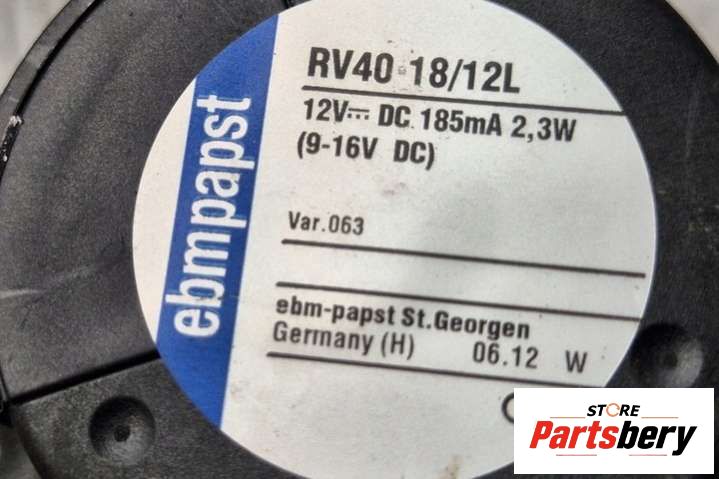 RV40 18/12L
12V⎓ DC 185mA 2,3W
(9-16V DC)
ebmpapst
Var.063
ebm-papst St.Georgen
Germany (H) 06.12 W
STORE
Partsbery